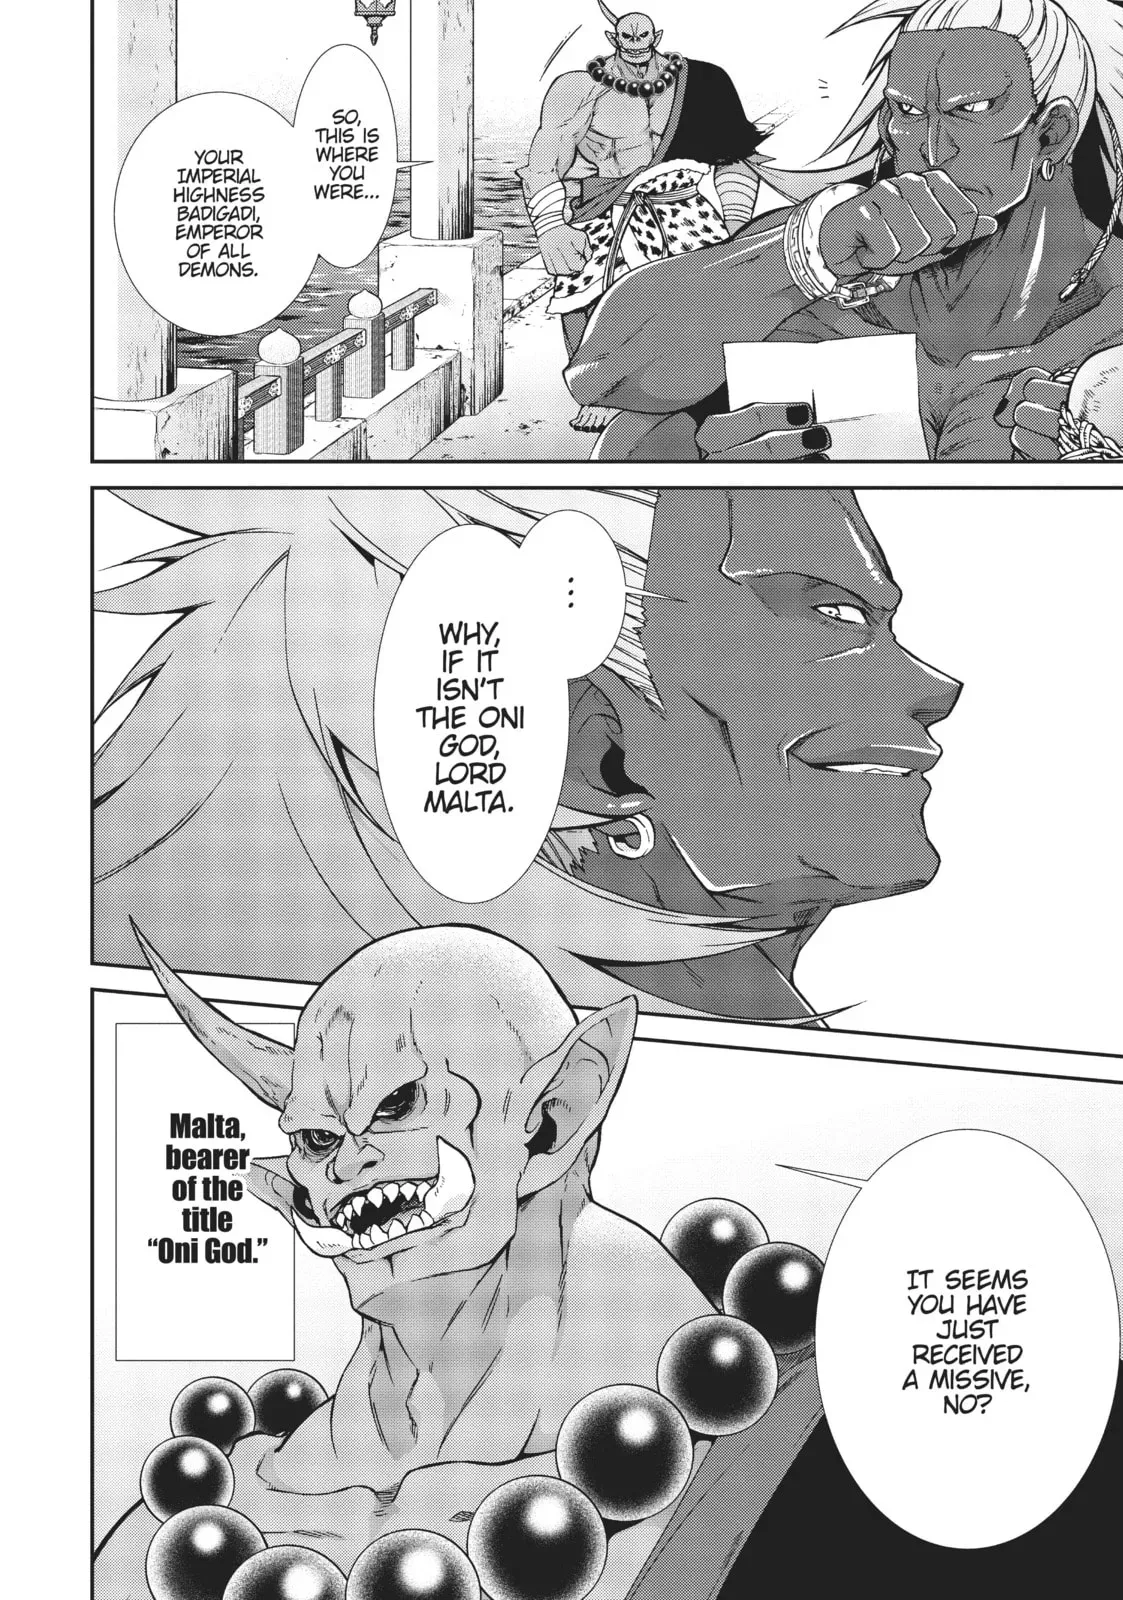 SO,
THIS IS
WHERE
YOU
WERE...
YOUR
IMPERIAL
HIGHNESS
BADIGADI,
EMPEROR
OF ALL
DEMONS.
...
WHY,
IF IT
ISN'T
THE ONI
GOD,
LORD
MALTA.
Malta,
bearer
of the
title
"Oni God."
IT SEEMS
YOU HAVE
JUST
RECEIVED
A MISSIVE,
NO?